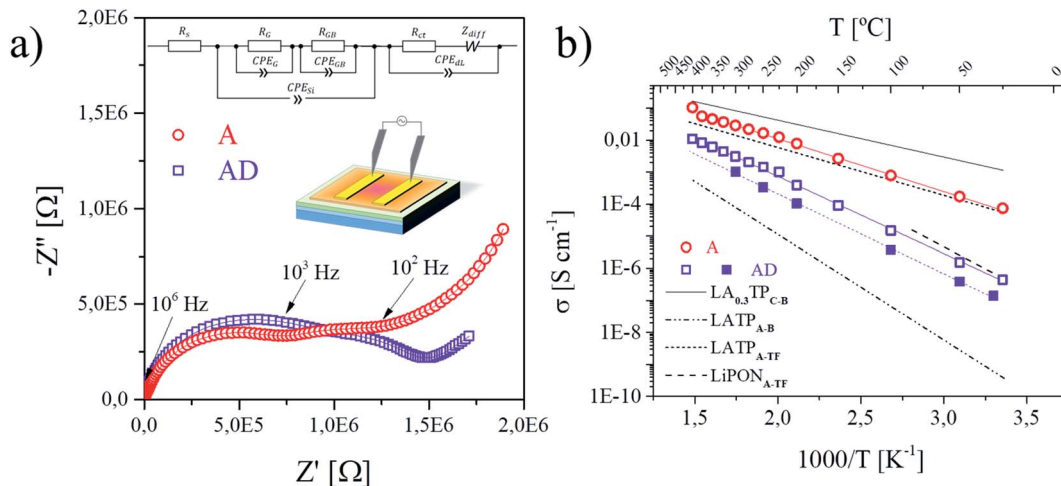 a)
2,0E6
1,5E6
1,0E6
5,0E5
0,0
-Z'' [Ω]
R_s
R_G
R_GB
R_ct
Z_diff
CPE_G
CPE_GB
CPE_dL
CPE_Si
A
AD
10^6 Hz
10^3 Hz
10^2 Hz
0,0
5,0E5
1,0E6
1,5E6
2,0E6
Z' [Ω]
b)
T [ºC]
500 450 400 350 300 250 200 150 100 50 0
0,01
1E-4
1E-6
1E-8
1E-10
σ [S cm^-1]
A
AD
LA_0.3TP_C-B
LATP_A-B
LATP_A-TF
LiPON_A-TF
1,5 2,0 2,5 3,0 3,5
1000/T [K^-1]